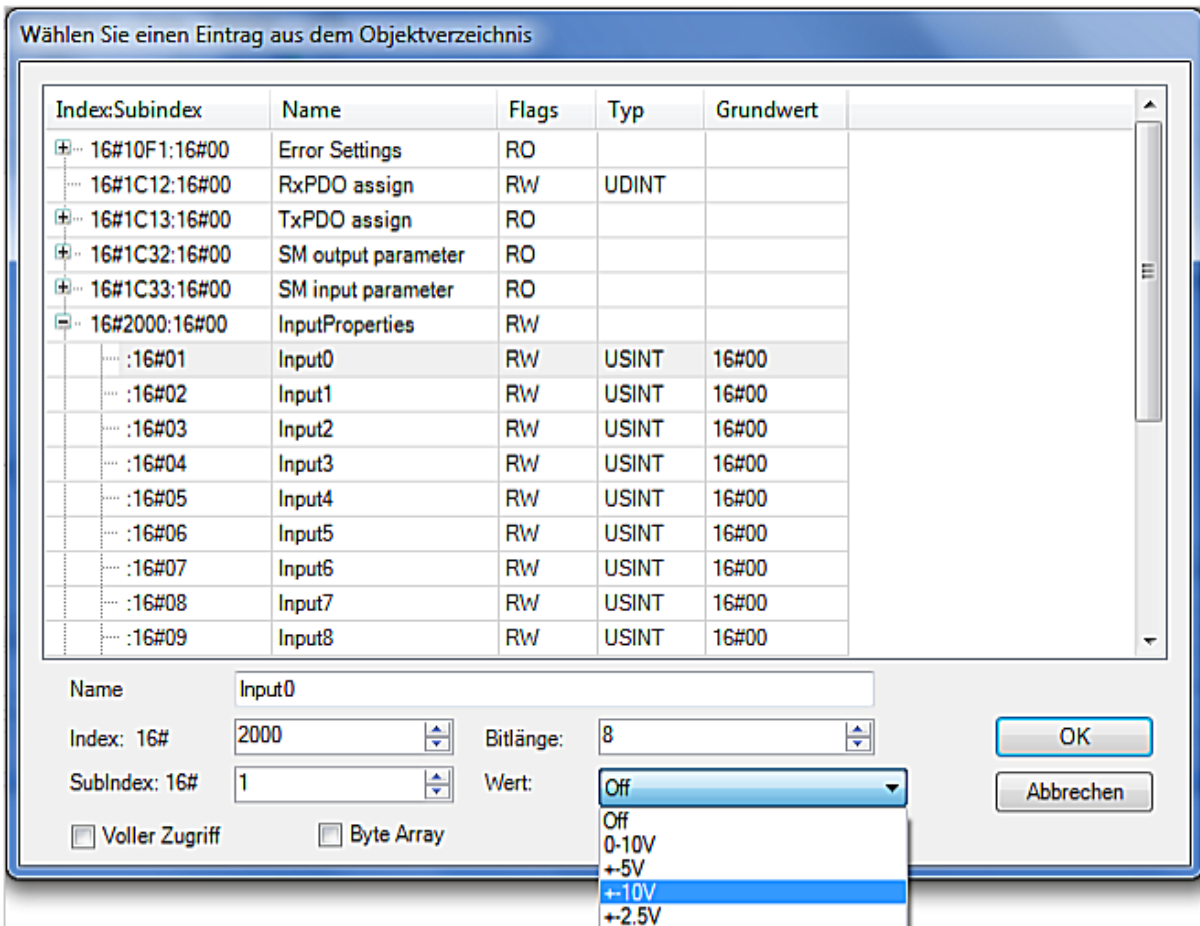 Wählen Sie einen Eintrag aus dem Objektverzeichnis
Index:Subindex Name Flags Typ Grundwert
16#10F1:16#00 Error Settings RO
16#1C12:16#00 RxPDO assign RW UDINT
16#1C13:16#00 TxPDO assign RO
16#1C32:16#00 SM output parameter RO
16#1C33:16#00 SM input parameter RO
16#2000:16#00 InputProperties RW
:16#01 Input0 RW USINT 16#00
:16#02 Input1 RW USINT 16#00
:16#03 Input2 RW USINT 16#00
:16#04 Input3 RW USINT 16#00
:16#05 Input4 RW USINT 16#00
:16#06 Input5 RW USINT 16#00
:16#07 Input6 RW USINT 16#00
:16#08 Input7 RW USINT 16#00
:16#09 Input8 RW USINT 16#00
Name Input0
Index: 16# 2000 Bitlänge: 8 OK
SubIndex: 16# 1 Wert: Off Abbrechen
Voller Zugriff Byte Array
Off
0-10V
+-5V
+-10V
+-2.5V